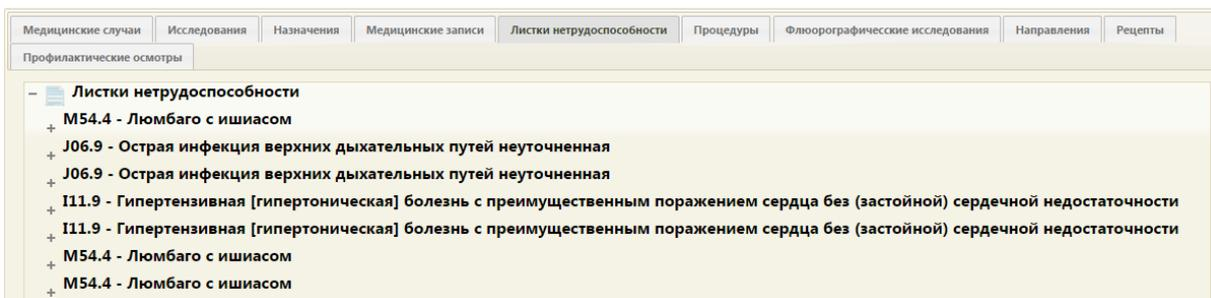 Медицинские случаи Исследования Назначения Медицинские записи Листки нетрудоспособности Процедуры Флюорографичесские исследования Направления Рецепты
Профилактические осмотры
Листки нетрудоспособности
M54.4 - Люмбаго с ишиасом
J06.9 - Острая инфекция верхних дыхательных путей неуточненная
J06.9 - Острая инфекция верхних дыхательных путей неуточненная
I11.9 - Гипертензивная [гипертоническая] болезнь с преимущественным поражением сердца без (застойной) сердечной недостаточности
I11.9 - Гипертензивная [гипертоническая] болезнь с преимущественным поражением сердца без (застойной) сердечной недостаточности
M54.4 - Люмбаго с ишиасом
M54.4 - Люмбаго с ишиасом